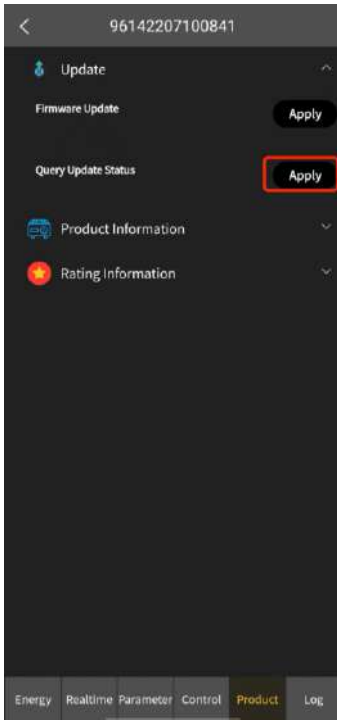 96142207100841
Update
Firmware Update
Apply
Query Update Status
Apply
Product Information
Rating Information
Energy Realtime Parameter Control Product Log